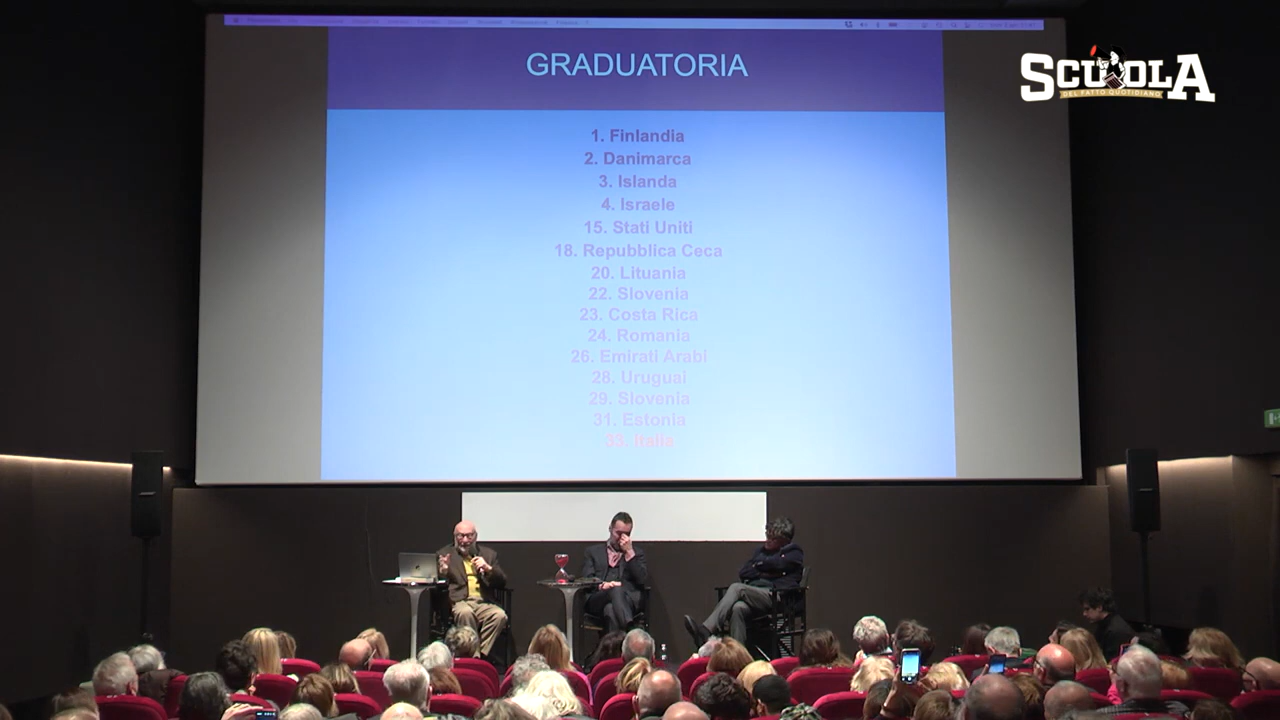 GRADUATORIA
SCUOLA
DEL FATTO QUOTIDIANO
1. Finlandia
2. Danimarca
3. Islanda
4. Israele
15. Stati Uniti
18. Repubblica Ceca
20. Lituania
22. Slovenia
23. Costa Rica
24. Romania
26. Emirati Arabi
28. Uruguai
29. Slovenia
31. Estonia
33. Italia